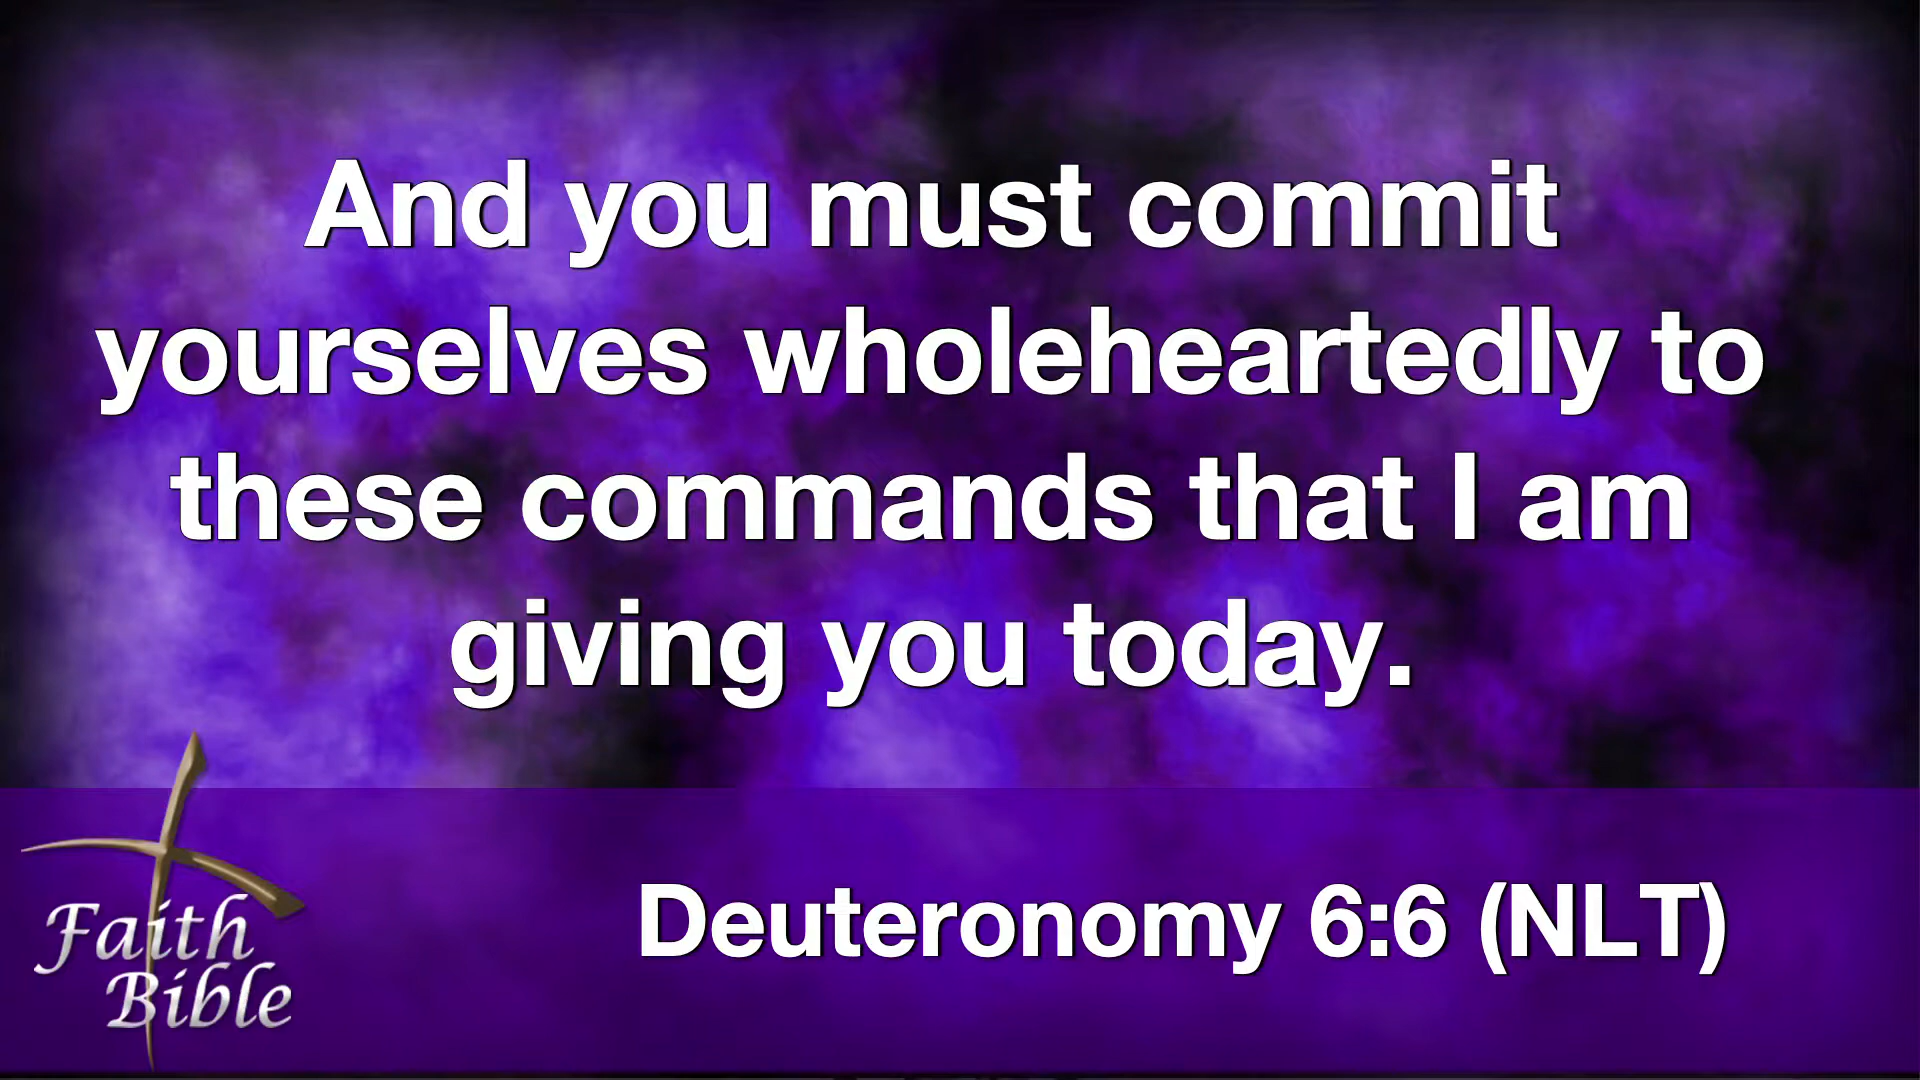 And you must commit
yourselves wholeheartedly to
these commands that I am
giving you today.
Deuteronomy 6:6 (NLT)
Faith
Bible